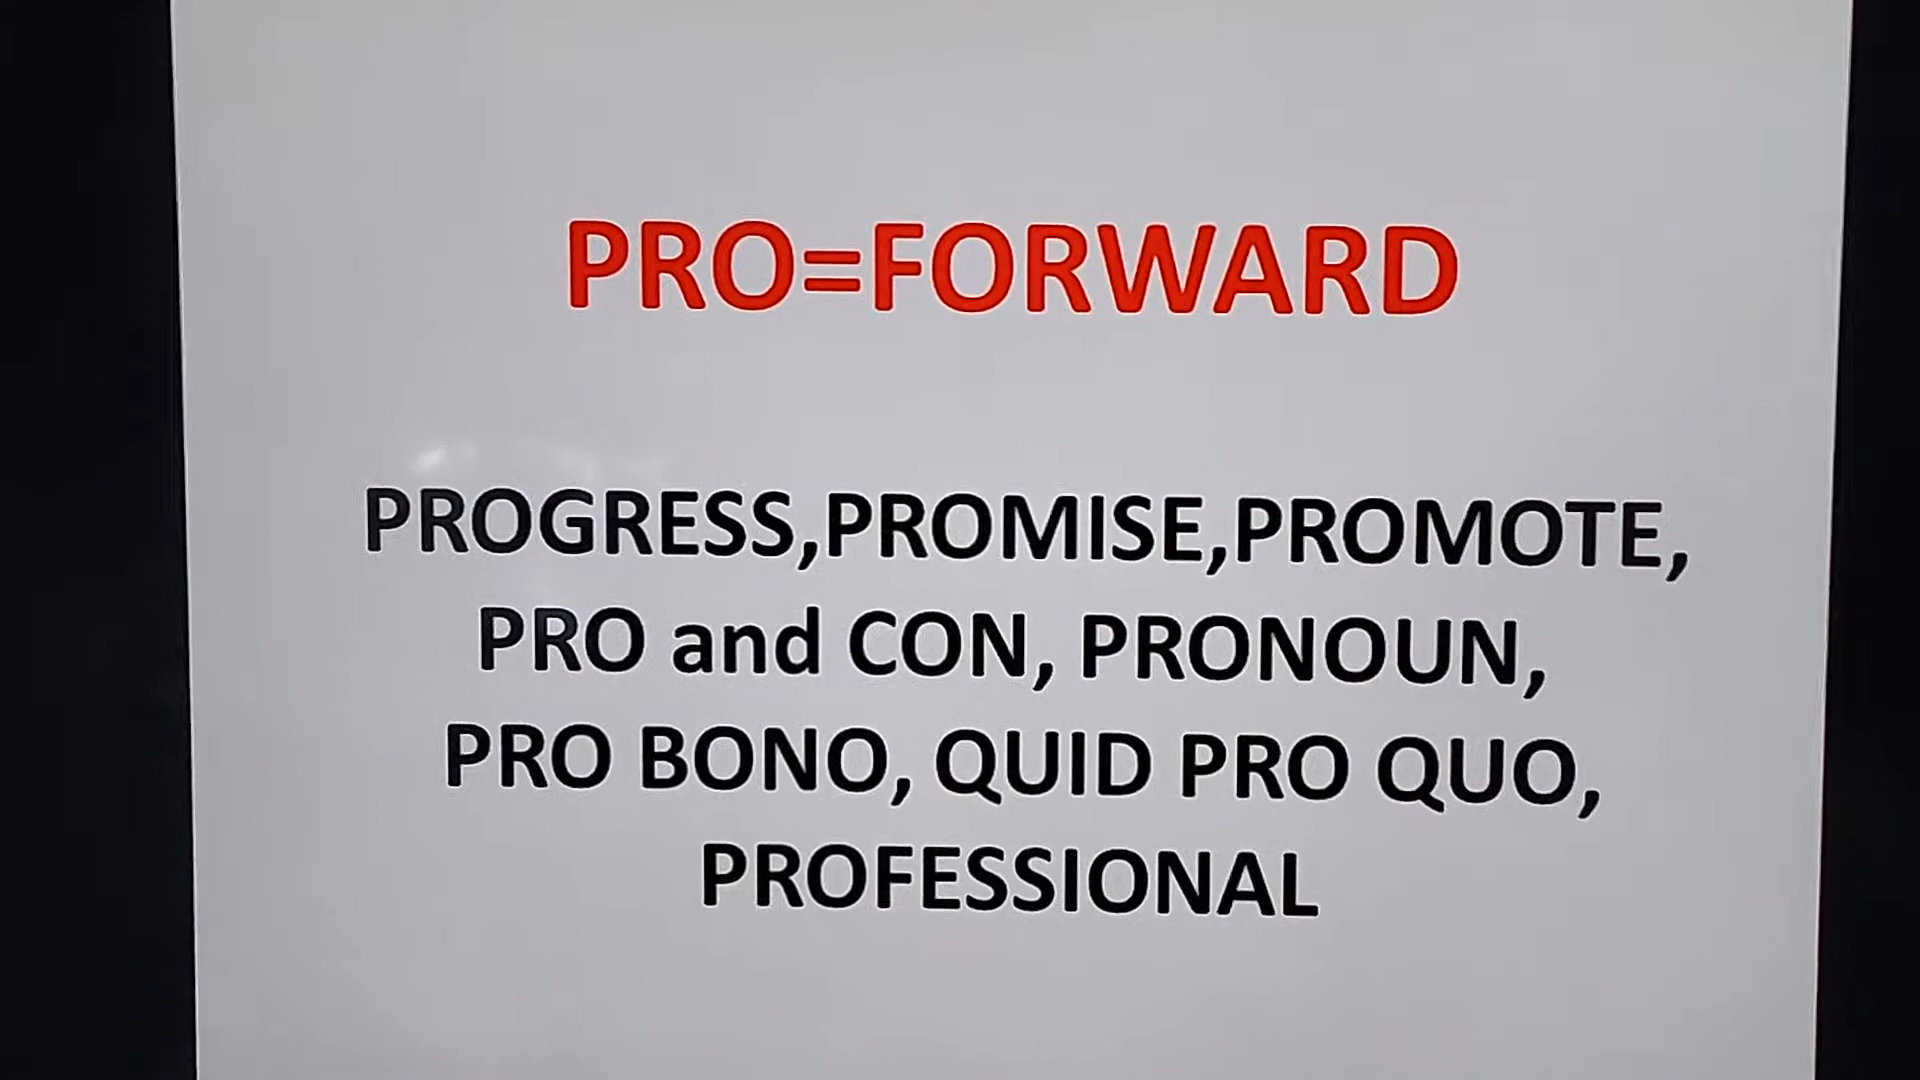 PRO=FORWARD
PROGRESS,PROMISE,PROMOTE,
PRO and CON, PRONOUN,
PRO BONO, QUID PRO QUO,
PROFESSIONAL